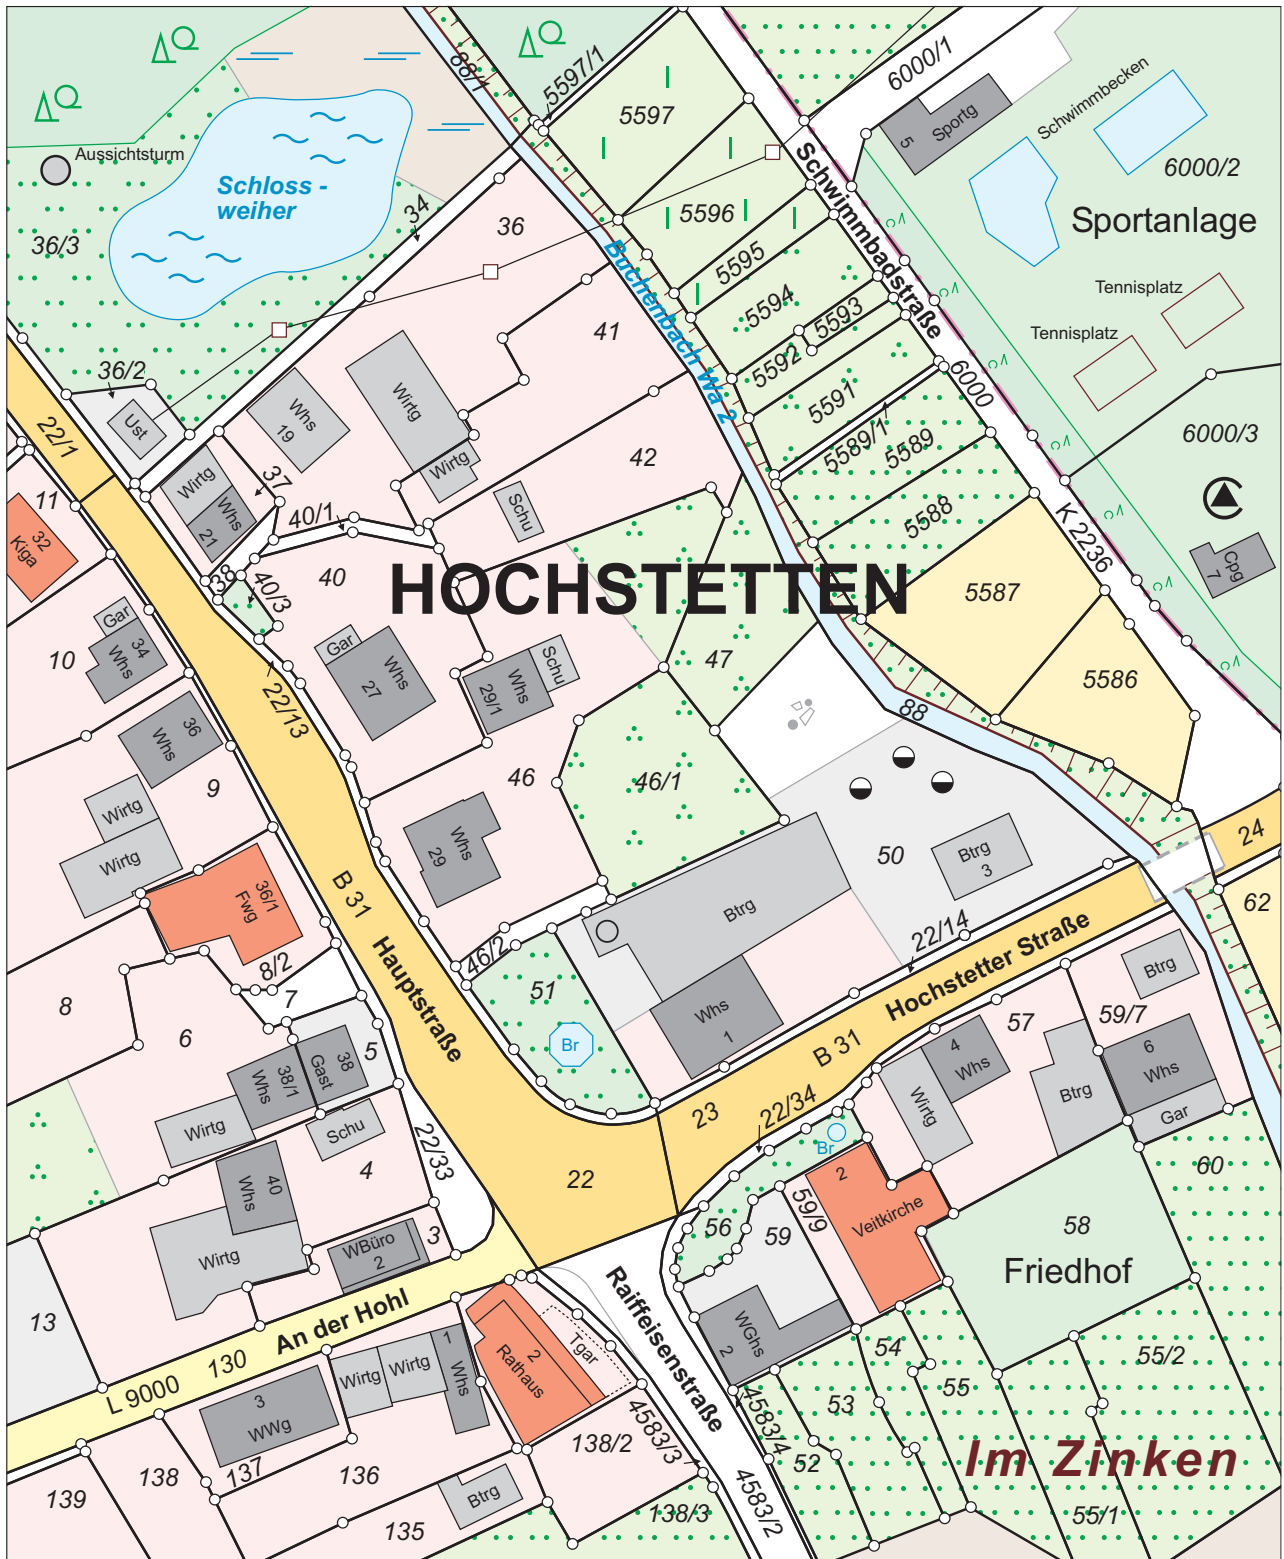 88/1
5597/1
6000/1
5597
Sportg
5
Schwimmbecken
Aussichtsturm
6000/2
Schloss -
weiher
34
36
5596
Schwimmbadstraße
Sportanlage
36/3
Buchenbach Wa 2
5595
5594
5593
Tennisplatz
Tennisplatz
41
36/2
5592
6000
5591
Ust
Whs
19
Wirtg
22/1
5589/1
5589
6000/3
42
Wirtg
Wirtg
37
11
Whs
21
40/1
Schu
5588
K 2236
32
Kiga
38
40/3
40
HOCHSTETTEN
Cpg
7
5587
Gar
34
Whs
10
Gar
Whs
27
Schu
Whs
29/1
47
5586
22/13
88
36
Whs
9
46
46/1
Wirtg
Wirtg
Whs
29
50
Btrg
3
24
B 31
36/1
Fwg
Btrg
62
22/14
Hauptstraße
46/2
Hochstetter Straße
8/2
7
8
6
51
Br
Whs
1
Btrg
57
59/7
B 31
5
38
Gast
38/1
Whs
4
Whs
6
Whs
Wirtg
Btrg
Gar
Wirtg
Schu
22/33
23
22/34
Br
4
40
Whs
22
2
Veitkirche
60
59/9
56
59
58
Wirtg
WBüro
2
3
Friedhof
13
An der Hohl
Raiffeisenstraße
130
L 9000
WGhs
2
Tgar
2
Rathaus
1
Whs
Wirtg
Wirtg
54
55/2
3
WWg
55
53
4583/4
4583/3
138/2
52
Im Zinken
138
137
136
139
Btrg
4583/2
138/3
135
55/1